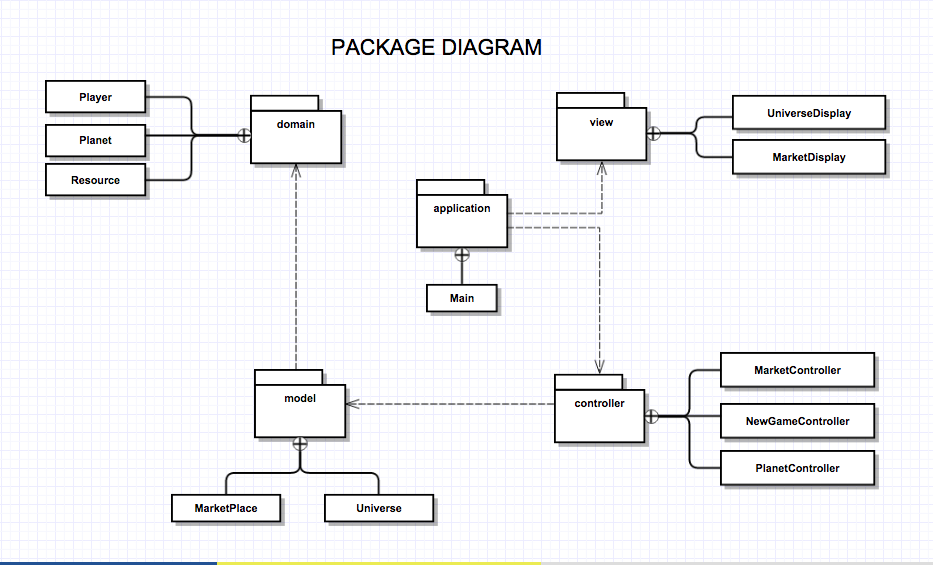 PACKAGE DIAGRAM
Player
Planet
Resource
domain
view
UniverseDisplay
MarketDisplay
application
Main
model
MarketPlace
Universe
controller
MarketController
NewGameController
PlanetController